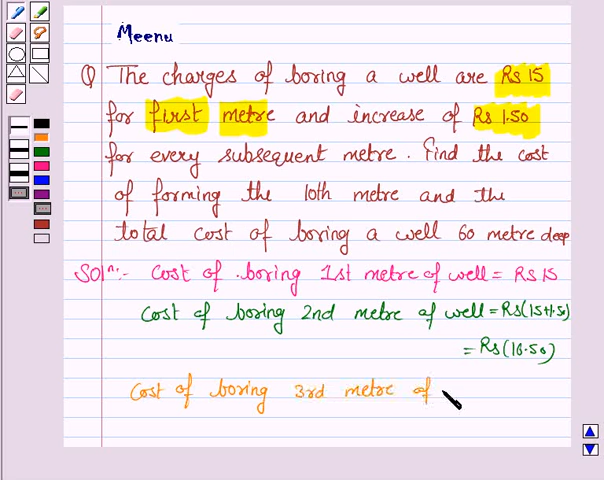 Meenu
Q The charges of boring a well are Rs 15
for first metre and increase of Rs 1.50
for every subsequent metre. Find the cost
of forming the 10th metre and the
total cost of boring a well 60 metre deep
Solⁿ:- Cost of boring 1st metre of well = Rs 15
Cost of boring 2nd metre of well = Rs(15+1.50)
= Rs(16.50)
Cost of boring 3rd metre of